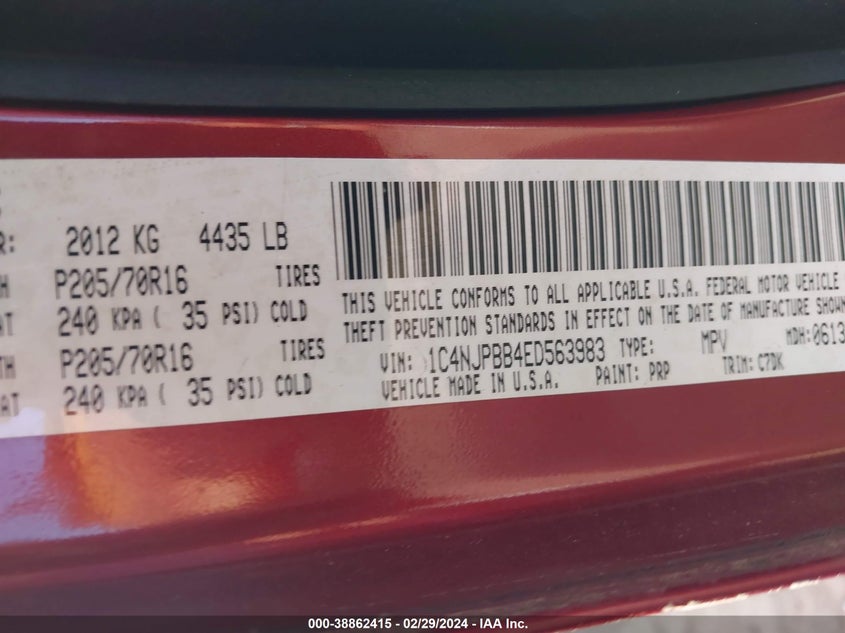 R: 2012 KG 4435 LB
H P205/70R16 TIRES
AT 240 KPA ( 35 PSI) COLD
TH P205/70R16 TIRES
AT 240 KPA ( 35 PSI) COLD
THIS VEHICLE CONFORMS TO ALL APPLICABLE U.S.A. FEDERAL MOTOR VEHICLE
THEFT PREVENTION STANDARDS IN EFFECT ON THE DATE OF MANUFACTURE SHOWN
VIN: 1C4NJPBB4ED563983 TYPE: MPV MDH:0613
VEHICLE MADE IN U.S.A. PAINT: PRP TRIM: C7DK
000-38862415 - 02/29/2024 - IAA Inc.